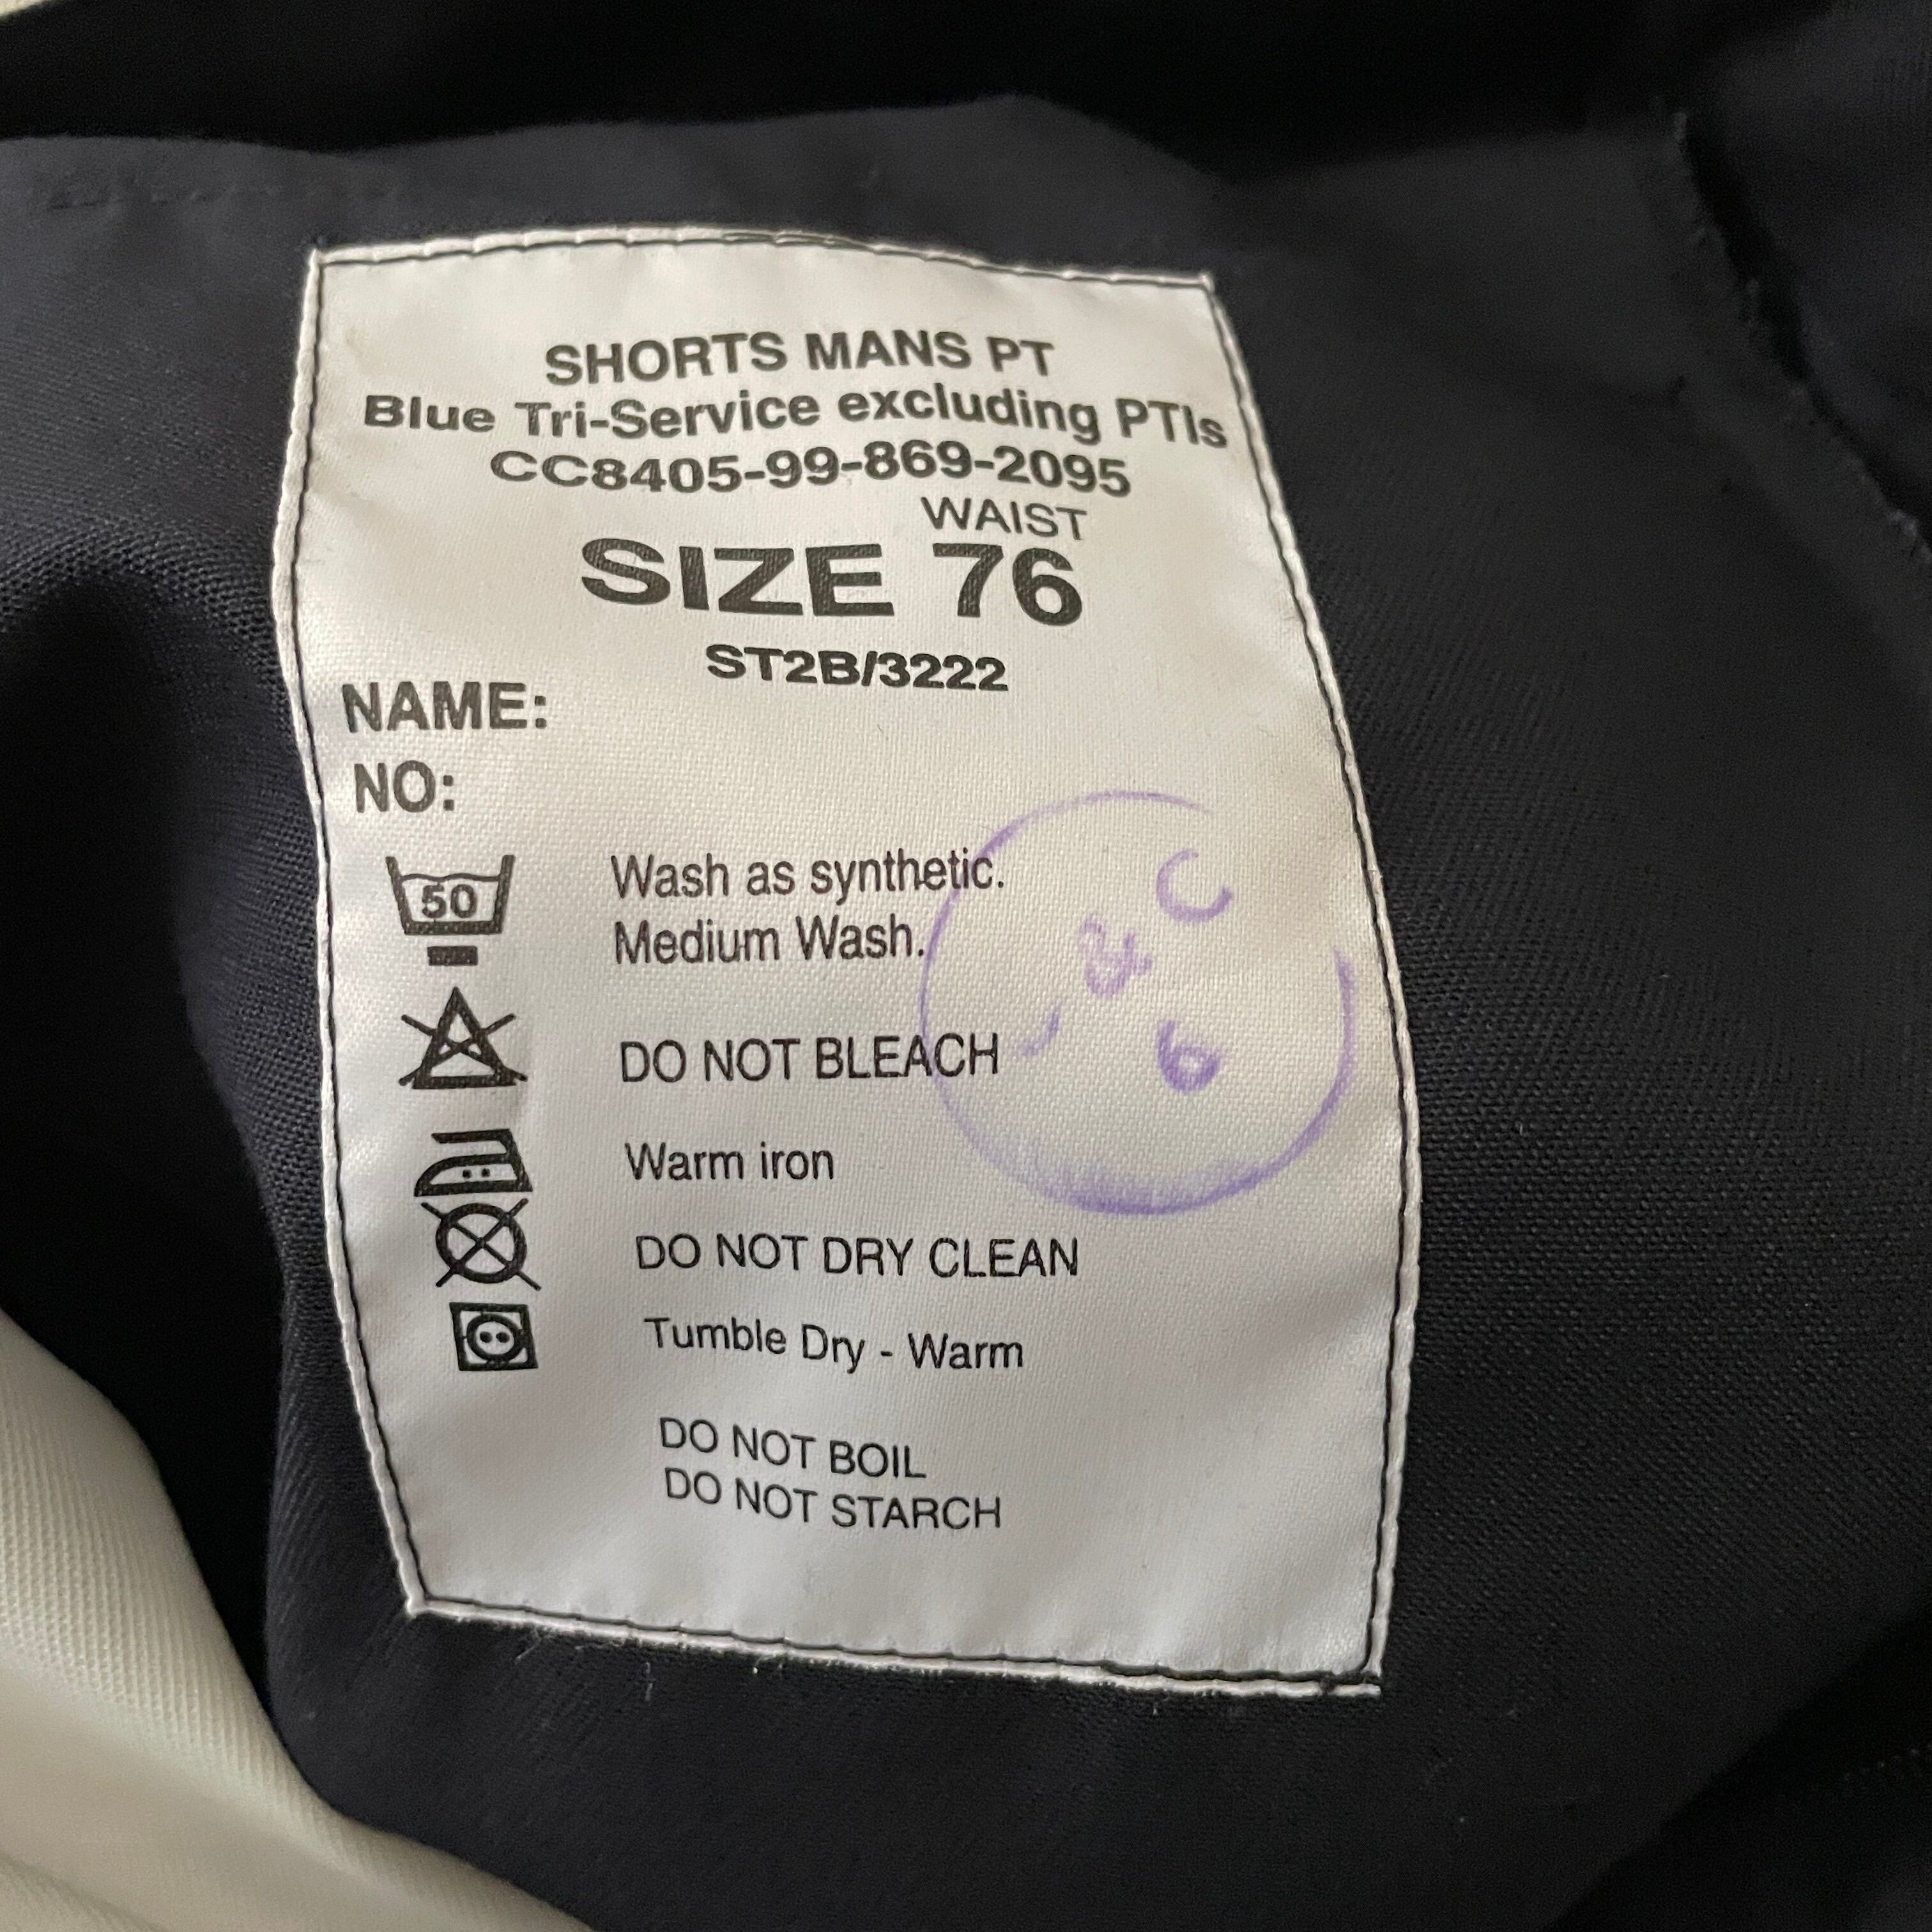 SHORTS MANS PT
Blue Tri-Service excluding PTIs
CC8405-99-869-2095
WAIST
SIZE 76
ST2B/3222
NAME:
NO:
50
Wash as synthetic.
Medium Wash.
DO NOT BLEACH
Warm iron
DO NOT DRY CLEAN
Tumble Dry - Warm
DO NOT BOIL
DO NOT STARCH
& C
6